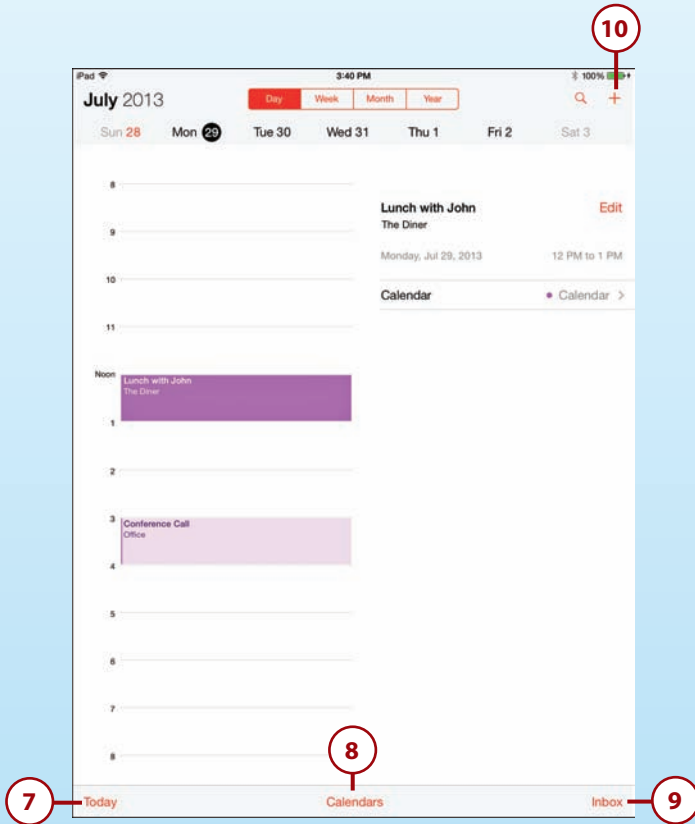 10
iPad 3:40 PM 100%
July 2013 Day Week Month Year
Sun 28 Mon 29 Tue 30 Wed 31 Thu 1 Fri 2 Sat 3
8
Lunch with John Edit
The Diner
9
Monday, Jul 29, 2013 12 PM to 1 PM
10
Calendar Calendar >
11
Noon
Lunch with John
The Diner
1
2
3
Conference Call
Office
4
5
6
7
8
8
7 Today Calendars Inbox 9